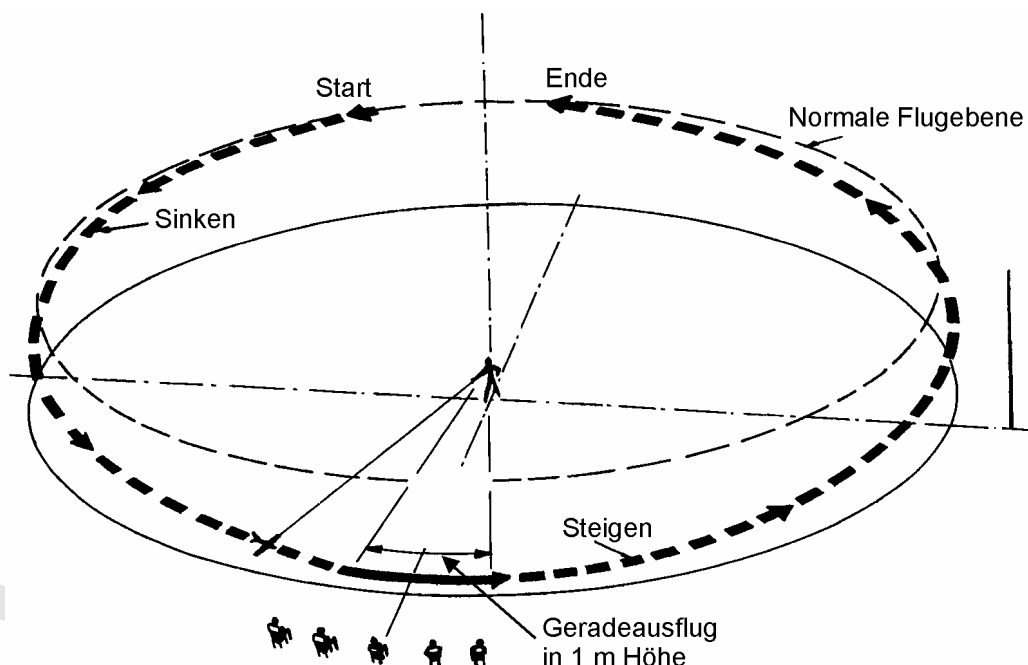 Start
Ende
Normale Flugebene
Sinken
Steigen
Geradeausflug
in 1 m Höhe